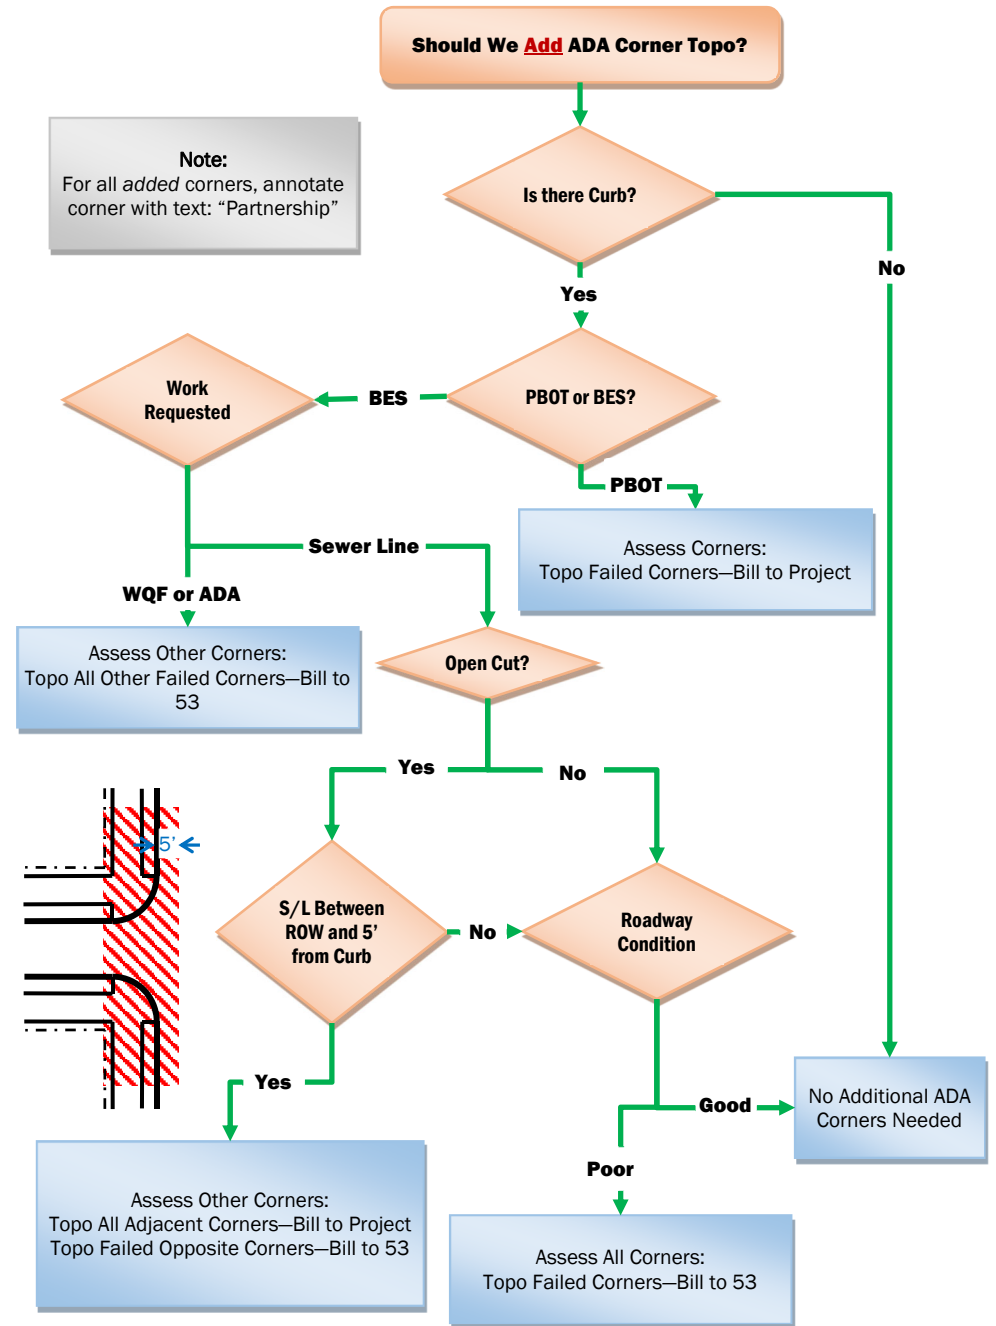 Should We Add ADA Corner Topo?
Note:
For all added corners, annotate
corner with text: “Partnership”
Is there Curb?
No
Yes
Work
Requested
BES
PBOT or BES?
PBOT
Assess Corners:
Topo Failed Corners—Bill to Project
Sewer Line
WQF or ADA
Assess Other Corners:
Topo All Other Failed Corners—Bill to
53
Open Cut?
Yes
No
5’
S/L Between
ROW and 5’
from Curb
No
Roadway
Condition
Yes
Good
No Additional ADA
Corners Needed
Poor
Assess Other Corners:
Topo All Adjacent Corners—Bill to Project
Topo Failed Opposite Corners—Bill to 53
Assess All Corners:
Topo Failed Corners—Bill to 53